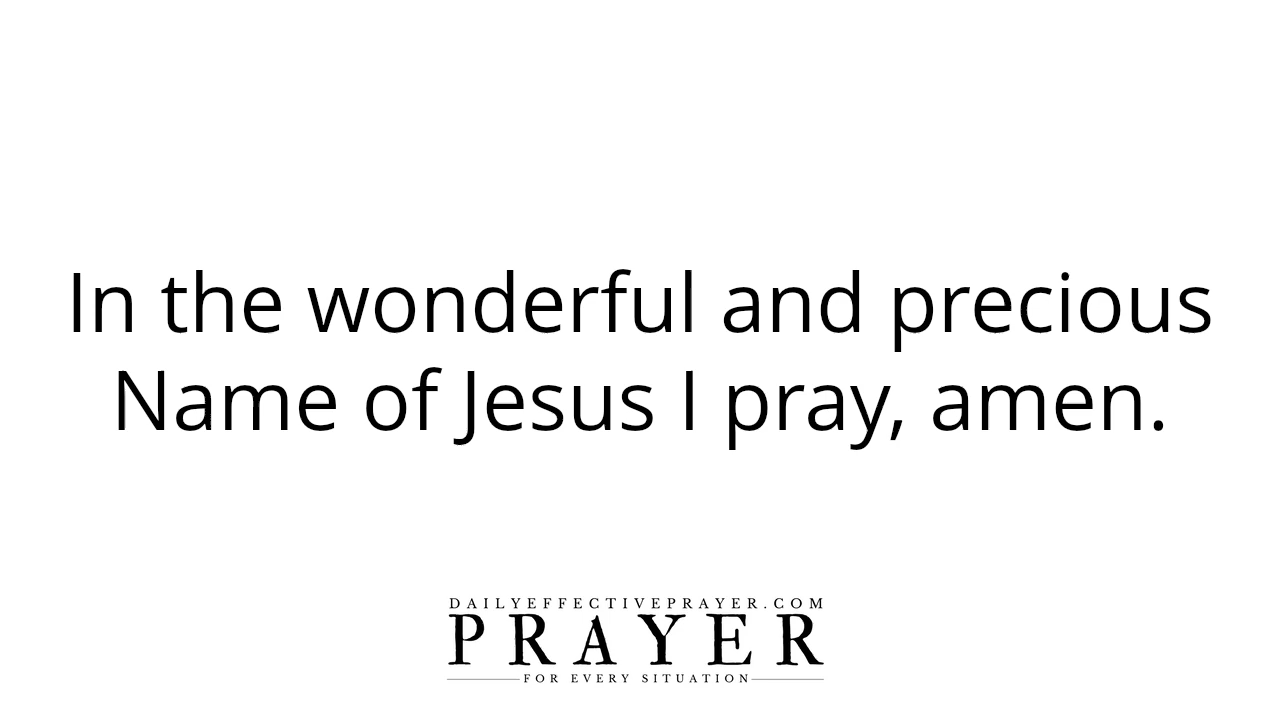 In the wonderful and precious
Name of Jesus I pray, amen.
DAILYEFFECTIVEPRAYER.COM
PRAYER
FOR EVERY SITUATION